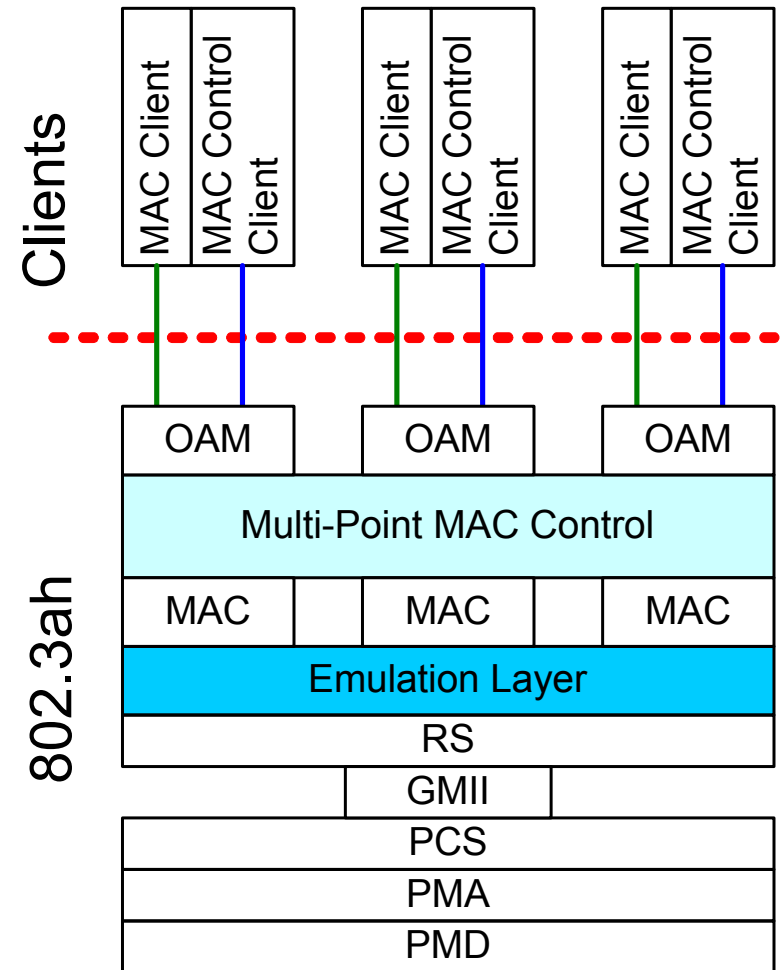 Clients
MAC Client
MAC Control
Client
MAC Client
MAC Control
Client
MAC Client
MAC Control
Client
802.3ah
OAM
OAM
OAM
Multi-Point MAC Control
MAC
MAC
MAC
Emulation Layer
RS
GMII
PCS
PMA
PMD